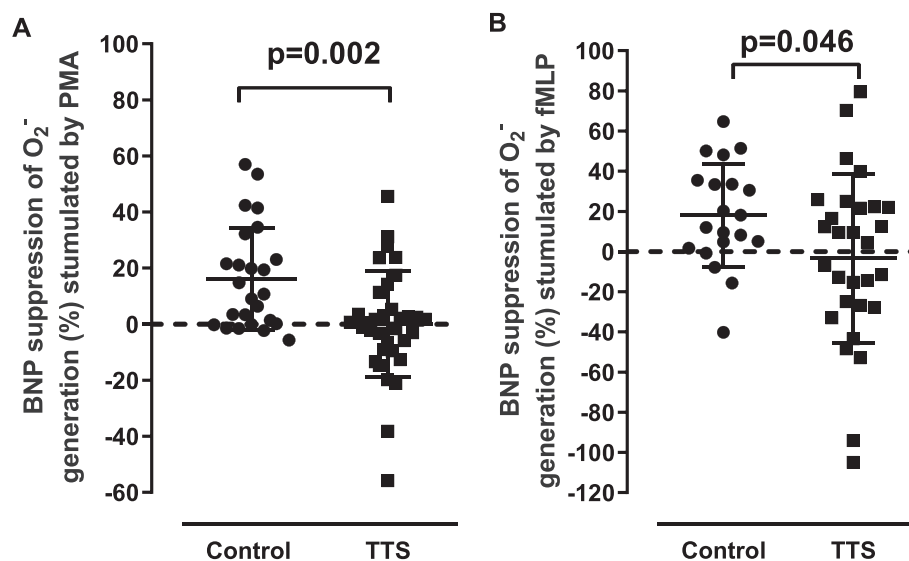 A
BNP suppression of O₂⁻
generation (%) stumulated by PMA
100
80
60
40
20
0
-20
-40
-60
p=0.002
Control
TTS
B
BNP suppression of O₂⁻
generation (%) stumulated by fMLP
100
80
60
40
20
0
-20
-40
-60
-80
-100
-120
p=0.046
Control
TTS